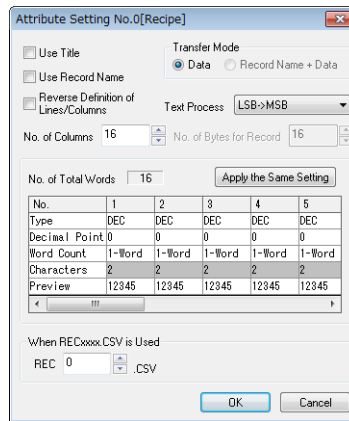 Attribute Setting No.0[Recipe]
Use Title
Use Record Name
Reverse Definition of
Lines/Columns
Transfer Mode
Data Record Name + Data
Text Process LSB->MSB
No. of Columns 16 No. of Bytes for Record 16
No. of Total Words 16 Apply the Same Setting
No. 1 2 3 4 5
Type DEC DEC DEC DEC DEC
Decimal Point 0 0 0 0 0
Word Count 1-Word 1-Word 1-Word 1-Word 1-Word
Characters 2 2 2 2 2
Preview 12345 12345 12345 12345 12345
When RECxxxx.CSV is Used
REC 0 .CSV
OK Cancel